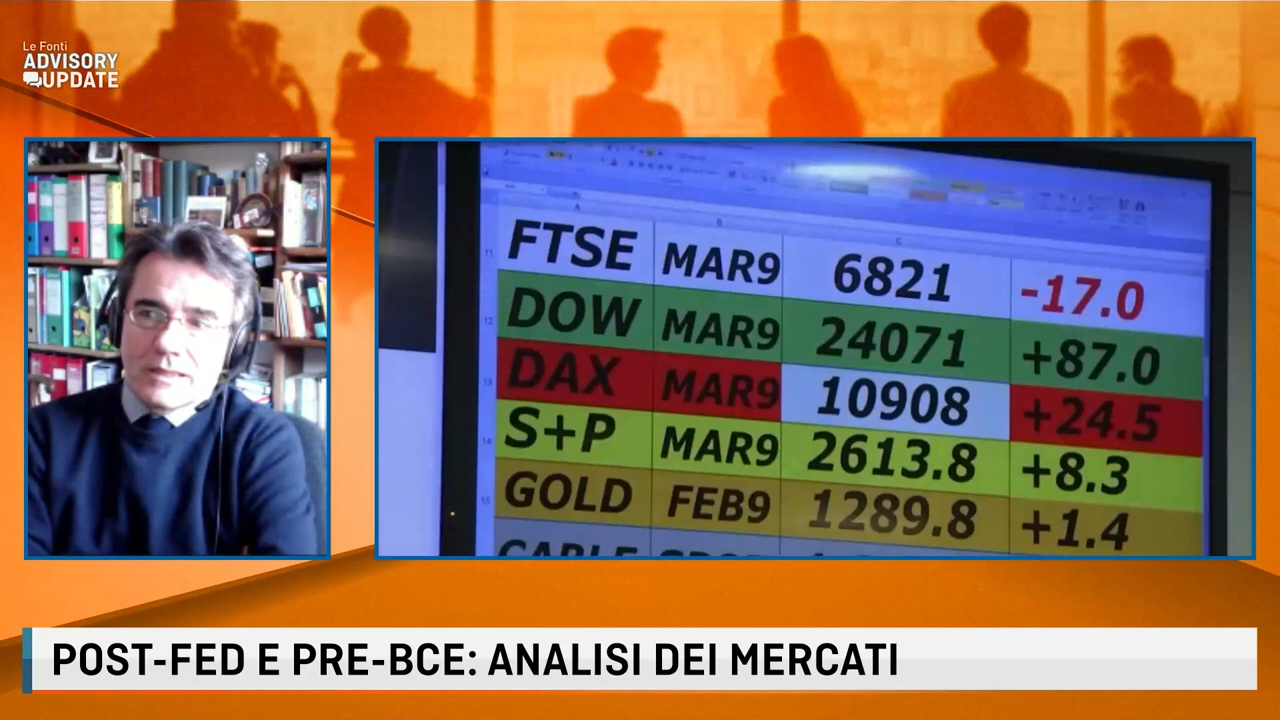 Le Fonti
ADVISORY
UPDATE
FTSE MAR9 6821 -17.0
DOW MAR9 24071 +87.0
DAX MAR9 10908 +24.5
S+P MAR9 2613.8 +8.3
GOLD FEB9 1289.8 +1.4
POST-FED E PRE-BCE: ANALISI DEI MERCATI